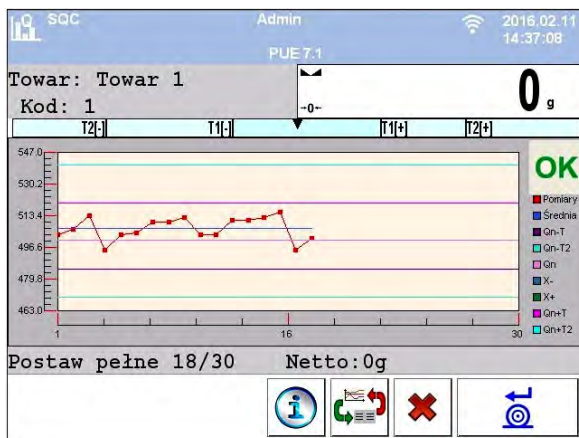 SQC Admin 2016.02.11
14:37:08
PUE 7.1
Towar: Towar 1
Kod: 1
→0← 0 g
T2[-] T1[-] T1[+] T2[+]
OK
547.0
530.2
513.4
496.6
479.8
463.0
1 16 30
Pomiary
Średnia
Qn-T
Qn-T2
Qn
X-
X+
Qn+T
Qn+T2
Postaw pełne 18/30 Netto:0g